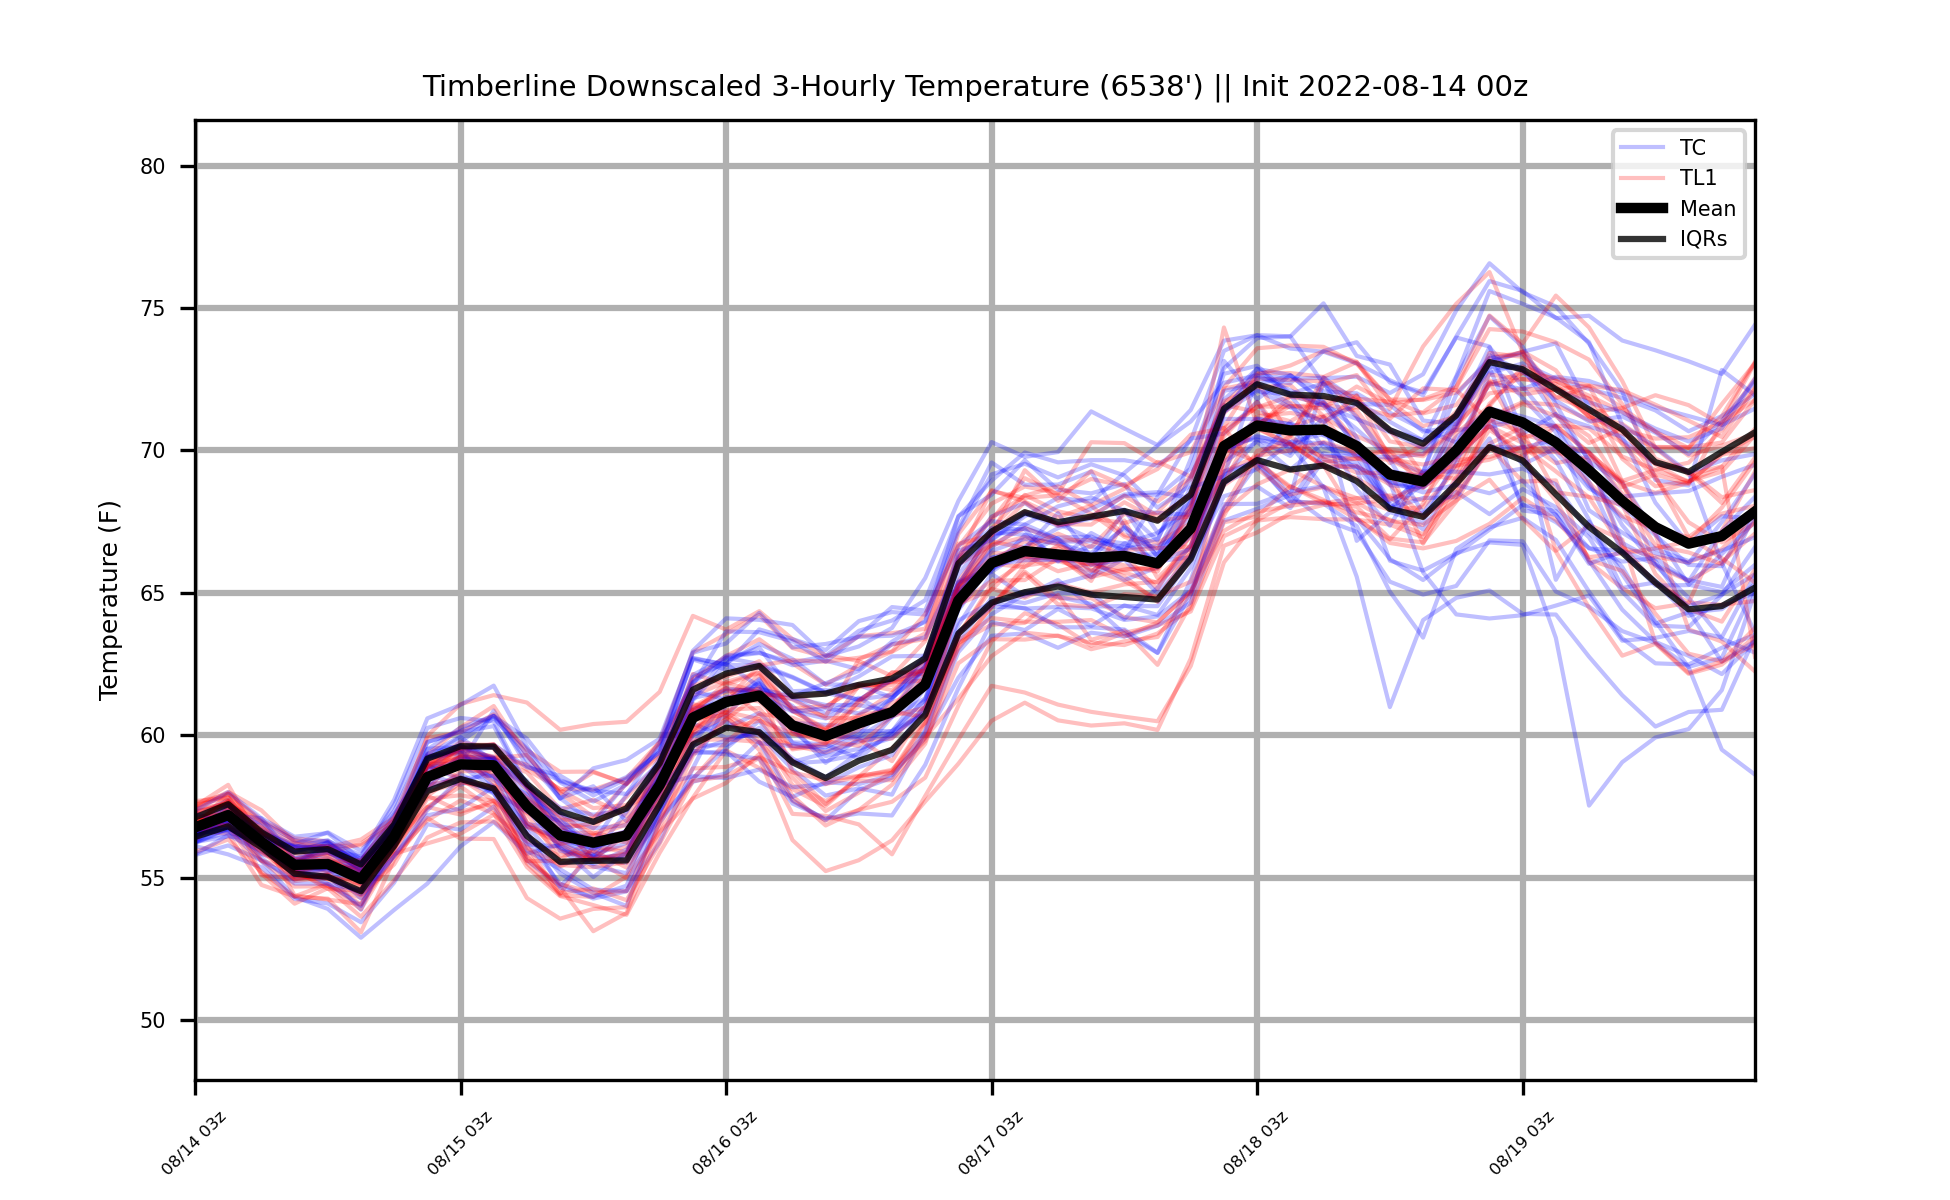 Timberline Downscaled 3-Hourly Temperature (6538') || Init 2022-08-14 00z
TC
TL1
Mean
IQRs
Temperature (F)
80
75
70
65
60
55
50
08/14 03z
08/15 03z
08/16 03z
08/17 03z
08/18 03z
08/19 03z